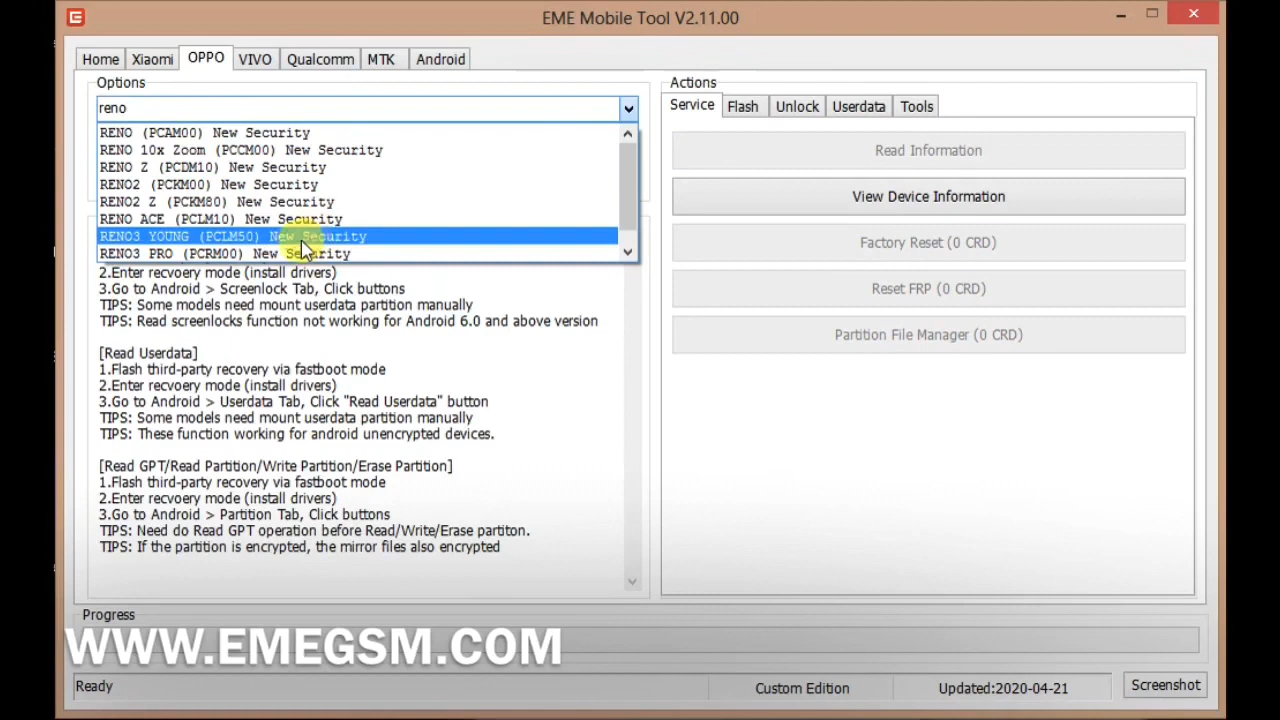 EME Mobile Tool V2.11.00
Home Xiaomi OPPO VIVO Qualcomm MTK Android
Options
reno
RENO (PCAM00) New Security
RENO 10x Zoom (PCCM00) New Security
RENO Z (PCDM10) New Security
RENO2 (PCKM00) New Security
RENO2 Z (PCKM80) New Security
RENO ACE (PCLM10) New Security
RENO3 YOUNG (PCLM50) New Security
RENO3 PRO (PCRM00) New Security
2.Enter recvoery mode (install drivers)
3.Go to Android > Screenlock Tab, Click buttons
TIPS: Some models need mount userdata partition manually
TIPS: Read screenlocks function not working for Android 6.0 and above version
[Read Userdata]
1.Flash third-party recovery via fastboot mode
2.Enter recvoery mode (install drivers)
3.Go to Android > Userdata Tab, Click "Read Userdata" button
TIPS: Some models need mount userdata partition manually
TIPS: These function working for android unencrypted devices.
[Read GPT/Read Partition/Write Partition/Erase Partition]
1.Flash third-party recovery via fastboot mode
2.Enter recvoery mode (install drivers)
3.Go to Android > Partition Tab, Click buttons
TIPS: Need do Read GPT operation before Read/Write/Erase partiton.
TIPS: If the partition is encrypted, the mirror files also encrypted
Actions
Service Flash Unlock Userdata Tools
Read Information
View Device Information
Factory Reset (0 CRD)
Reset FRP (0 CRD)
Partition File Manager (0 CRD)
Progress
WWW.EMEGSM.COM
Ready
Custom Edition
Updated:2020-04-21
Screenshot